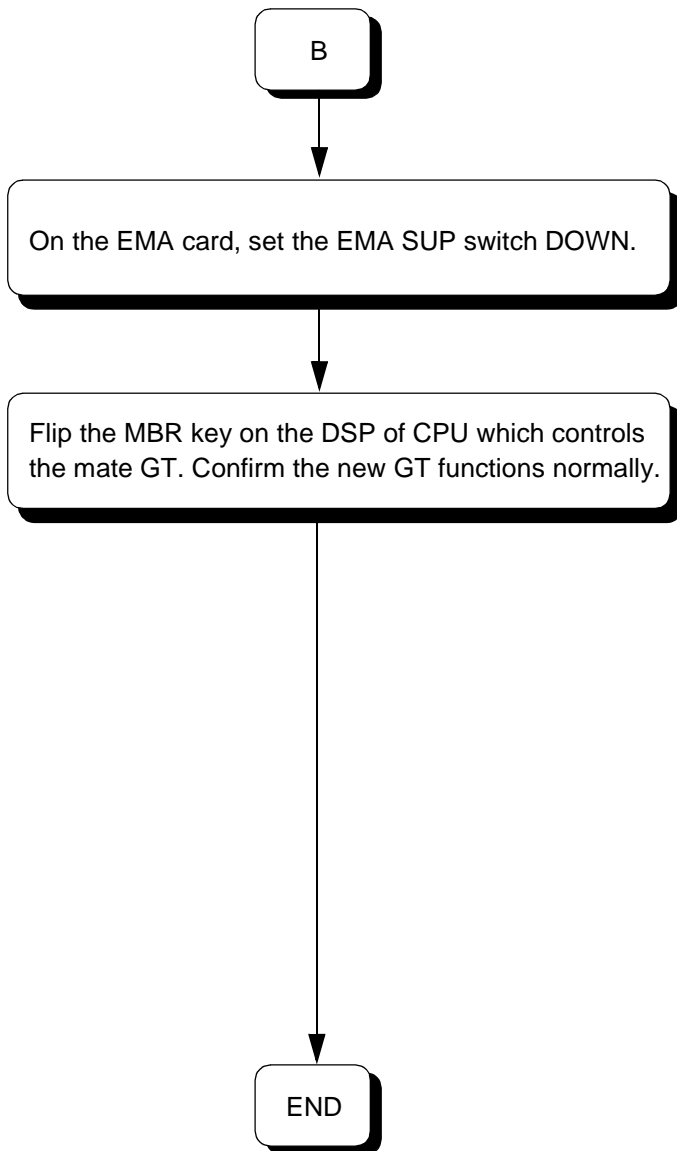 B
On the EMA card, set the EMA SUP switch DOWN.
Flip the MBR key on the DSP of CPU which controls
the mate GT. Confirm the new GT functions normally.
END